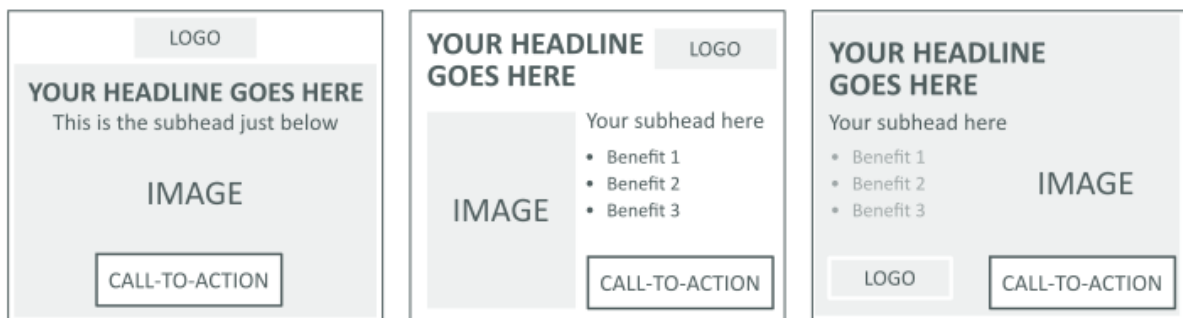 LOGO
YOUR HEADLINE GOES HERE
This is the subhead just below
IMAGE
CALL-TO-ACTION
YOUR HEADLINE
GOES HERE
LOGO
IMAGE
Your subhead here
• Benefit 1
• Benefit 2
• Benefit 3
CALL-TO-ACTION
YOUR HEADLINE
GOES HERE
Your subhead here
• Benefit 1
• Benefit 2
• Benefit 3
IMAGE
LOGO
CALL-TO-ACTION